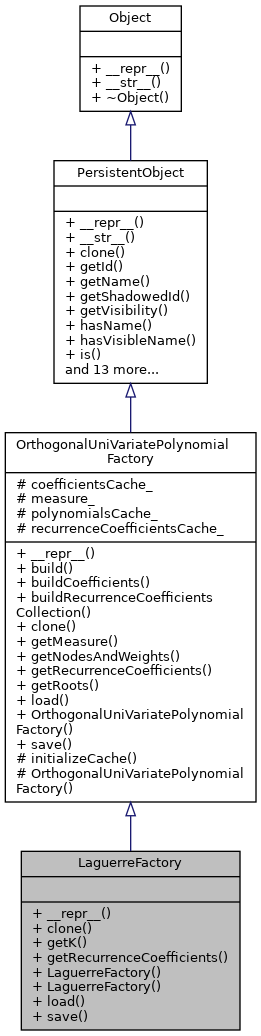 Object
+ __repr__()
+ __str__()
+ ~Object()
PersistentObject
+ __repr__()
+ __str__()
+ clone()
+ getId()
+ getName()
+ getShadowedId()
+ getVisibility()
+ hasName()
+ hasVisibleName()
+ is()
and 13 more...
OrthogonalUniVariatePolynomial
Factory
# coefficientsCache_
# measure_
# polynomialsCache_
# recurrenceCoefficientsCache_
+ __repr__()
+ build()
+ buildCoefficients()
+ buildRecurrenceCoefficients
Collection()
+ clone()
+ getMeasure()
+ getNodesAndWeights()
+ getRecurrenceCoefficients()
+ getRoots()
+ load()
+ OrthogonalUniVariatePolynomial
Factory()
+ save()
# initializeCache()
# OrthogonalUniVariatePolynomial
Factory()
LaguerreFactory
+ __repr__()
+ clone()
+ getK()
+ getRecurrenceCoefficients()
+ LaguerreFactory()
+ LaguerreFactory()
+ load()
+ save()